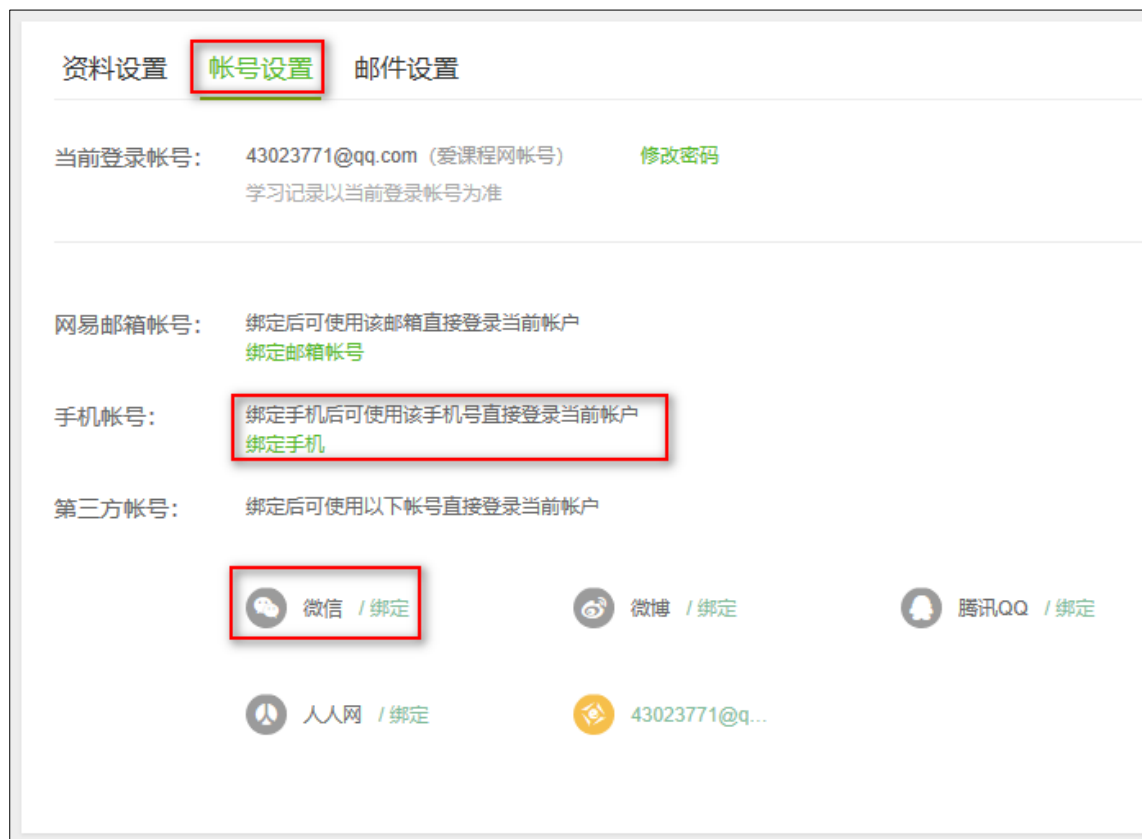 资料设置 帐号设置 邮件设置
当前登录帐号： 43023771@qq.com（爱课程网帐号） 修改密码
学习记录以当前登录帐号为准
网易邮箱帐号： 绑定后可使用该邮箱直接登录当前帐户
绑定邮箱帐号
手机帐号： 绑定手机后可使用该手机号直接登录当前帐户
绑定手机
第三方帐号： 绑定后可使用以下帐号直接登录当前帐户
微信 / 绑定 微博 / 绑定 腾讯QQ / 绑定
人人网 / 绑定 43023771@q...